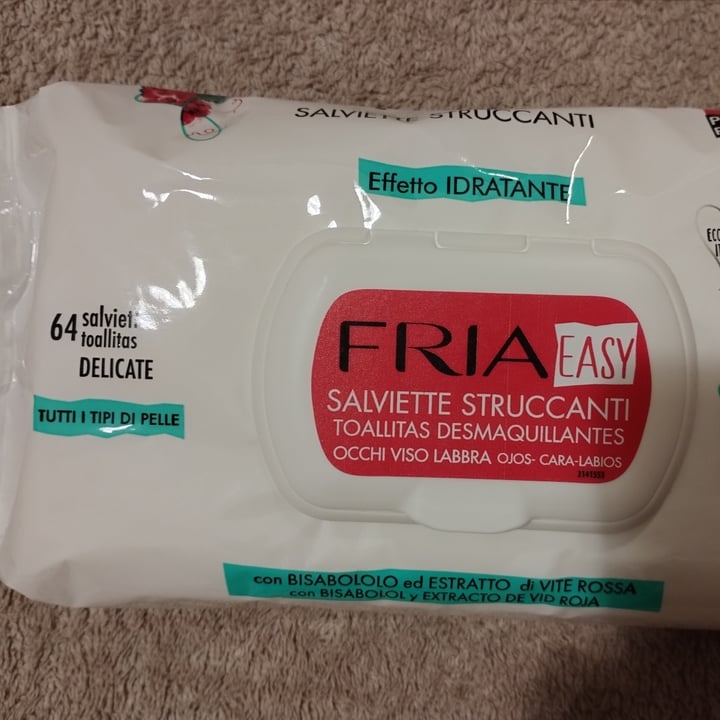 SALVIETTE STRUCCANTI
Effetto IDRATANTE
64 toallitas
DELICATE
TUTTI I TIPI DI PELLE
FRIA EASY
SALVIETTE STRUCCANTI
TOALLITAS DESMAQUILLANTES
OCCHI VISO LABBRA OJOS- CARA-LABIOS
con BISABOLOLO ed ESTRATTO di VITE ROSSA
con BISABOLOL y EXTRACTO DE VID ROJA